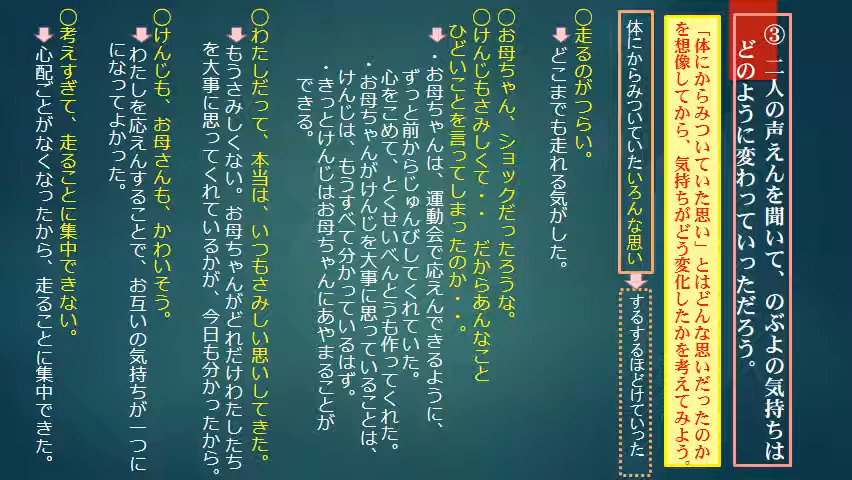 ③ 二人の声えんを聞いて、のぶよの気持ちは
どのように変わっていっただろう。
「体にからみついていた思い」とはどんな思いだったのか
を想像してから、気持ちがどう変化したかを考えてみよう。
体にからみついていたいろんな思い
するするほどけていった
○走るのがつらい。
どこまでも走れる気がした。
○お母ちゃん、ショックだったろうな。
○けんじもさみしくて・・ だからあんなこと
ひどいことを言ってしまったのか・・。
・お母ちゃんは、運動会で応えんできるように、
ずっと前からじゅんびしてくれていた。
心をこめて、とくせいべんとうも作ってくれた。
・お母ちゃんがけんじを大事に思っていることは、
けんじは、もうすべて分かっているはず。
・きっとけんじはお母ちゃんにあやまることが
できる。
○わたしだって、本当は、いつもさみしい思いしてきた。
もうさみしくない。お母ちゃんがどれだけわたしたち
を大事に思ってくれているかが、今日も分かったから。
○けんじも、お母さんも、かわいそう。
わたしを応えんすることで、お互いの気持ちが一つに
になってよかった。
○考えすぎて、走ることに集中できない。
心配ごとがなくなったから、走ることに集中できた。